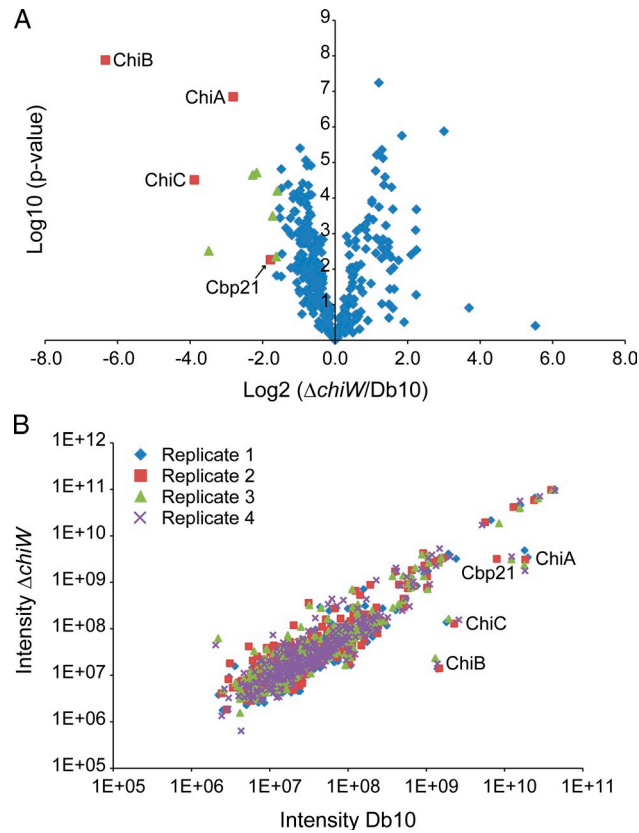 A
9
8
7
6
5
4
3
2
1
Log10 (p-value)
ChiB
ChiA
ChiC
Cbp21
-8.0 -6.0 -4.0 -2.0 0.0 2.0 4.0 6.0 8.0
Log2 (ΔchiW/Db10)
B
1E+12
1E+11
1E+10
1E+09
1E+08
1E+07
1E+06
1E+05
Intensity ΔchiW
Replicate 1
Replicate 2
Replicate 3
Replicate 4
Cbp21
ChiA
ChiC
ChiB
1E+05 1E+06 1E+07 1E+08 1E+09 1E+10 1E+11
Intensity Db10